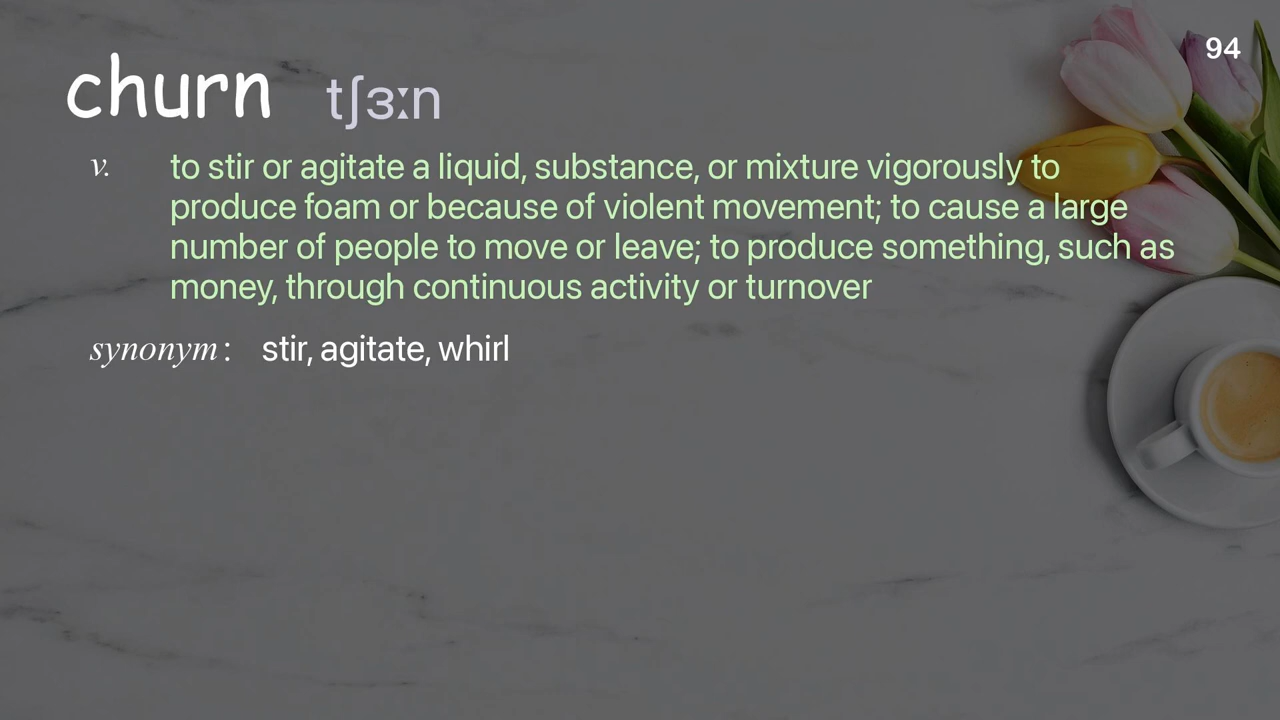 94
churn tʃɜːn
v. to stir or agitate a liquid, substance, or mixture vigorously to
produce foam or because of violent movement; to cause a large
number of people to move or leave; to produce something, such as
money, through continuous activity or turnover
synonym : stir, agitate, whirl